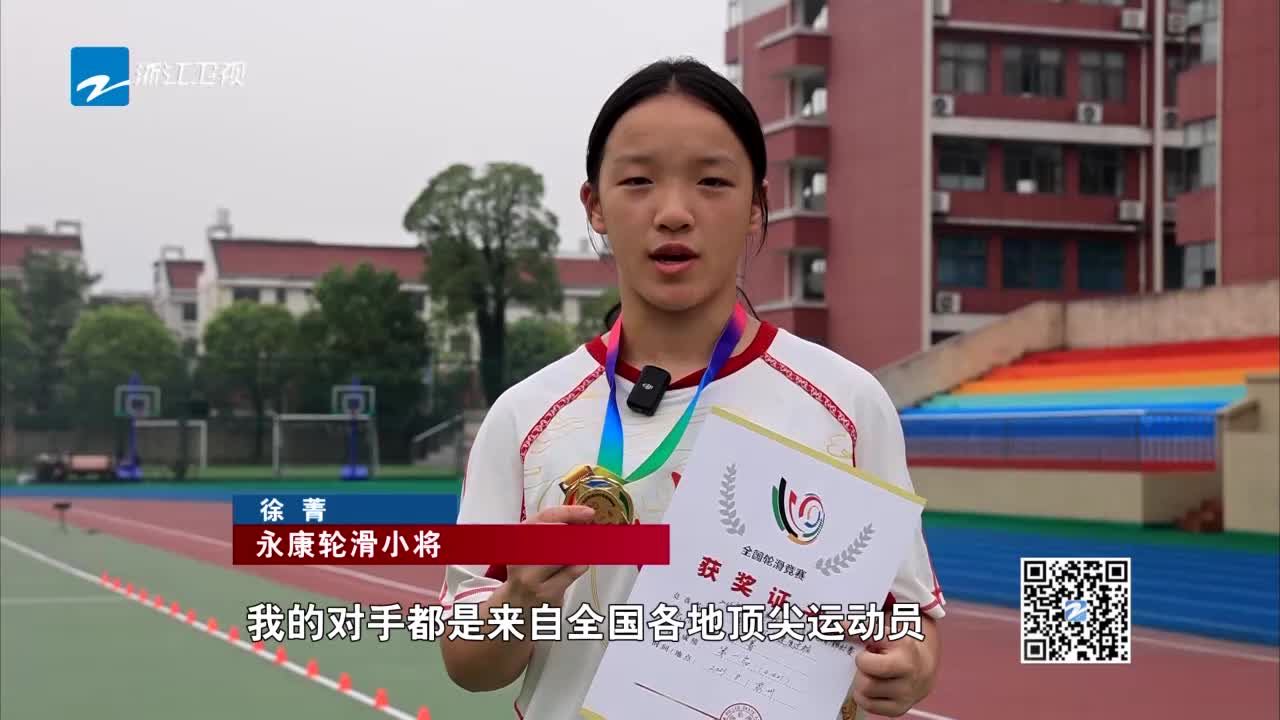 浙江卫视
全国轮滑竞赛
获奖证
徐菁
永康轮滑小将
我的对手都是来自全国各地顶尖运动员